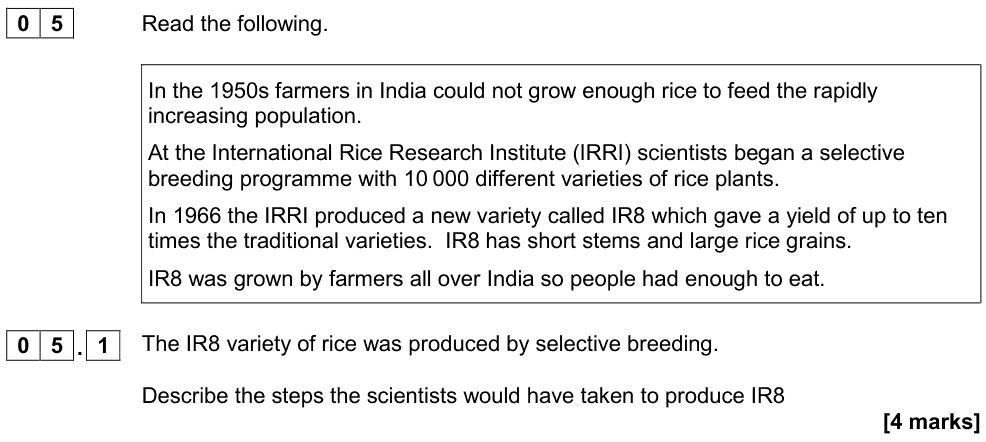 0 5 Read the following.
In the 1950s farmers in India could not grow enough rice to feed the rapidly
increasing population.
At the International Rice Research Institute (IRRI) scientists began a selective
breeding programme with 10 000 different varieties of rice plants.
In 1966 the IRRI produced a new variety called IR8 which gave a yield of up to ten
times the traditional varieties. IR8 has short stems and large rice grains.
IR8 was grown by farmers all over India so people had enough to eat.
0 5 . 1 The IR8 variety of rice was produced by selective breeding.
Describe the steps the scientists would have taken to produce IR8
[4 marks]